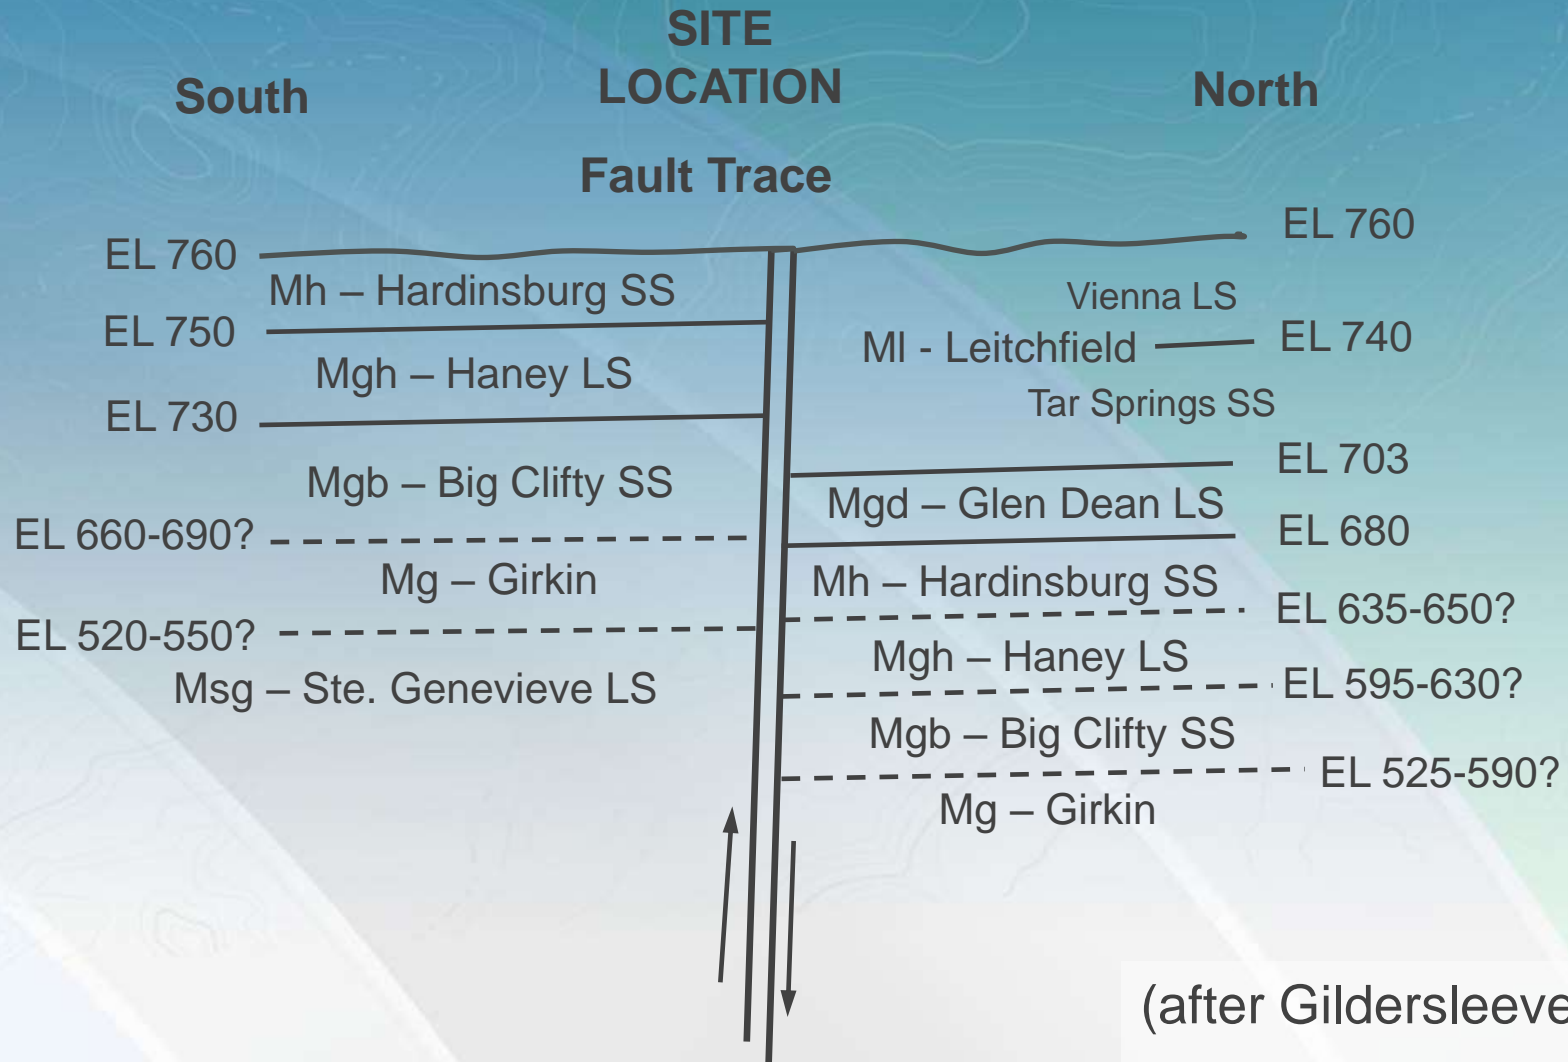 SITE
LOCATION
South
North
Fault Trace
EL 760
Mh – Hardinsburg SS
EL 750
Mgh – Haney LS
EL 730
Mgb – Big Clifty SS
EL 660-690?
Mg – Girkin
EL 520-550?
Msg – Ste. Genevieve LS
EL 760
Vienna LS
Ml - Leitchfield
EL 740
Tar Springs SS
EL 703
Mgd – Glen Dean LS
EL 680
Mh – Hardinsburg SS
EL 635-650?
Mgh – Haney LS
EL 595-630?
Mgb – Big Clifty SS
EL 525-590?
Mg – Girkin
(after Gildersleeve